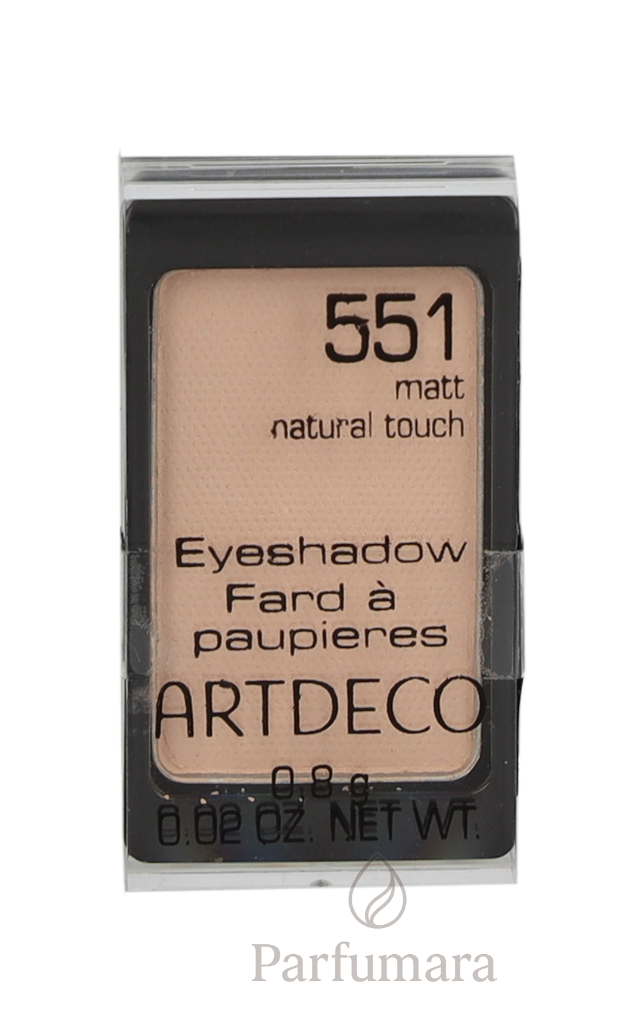 551
matt
natural touch
Eyeshadow
Fard à
paupieres
ARTDECO
0.8 g
0.02 OZ. NET WT.
Parfumara